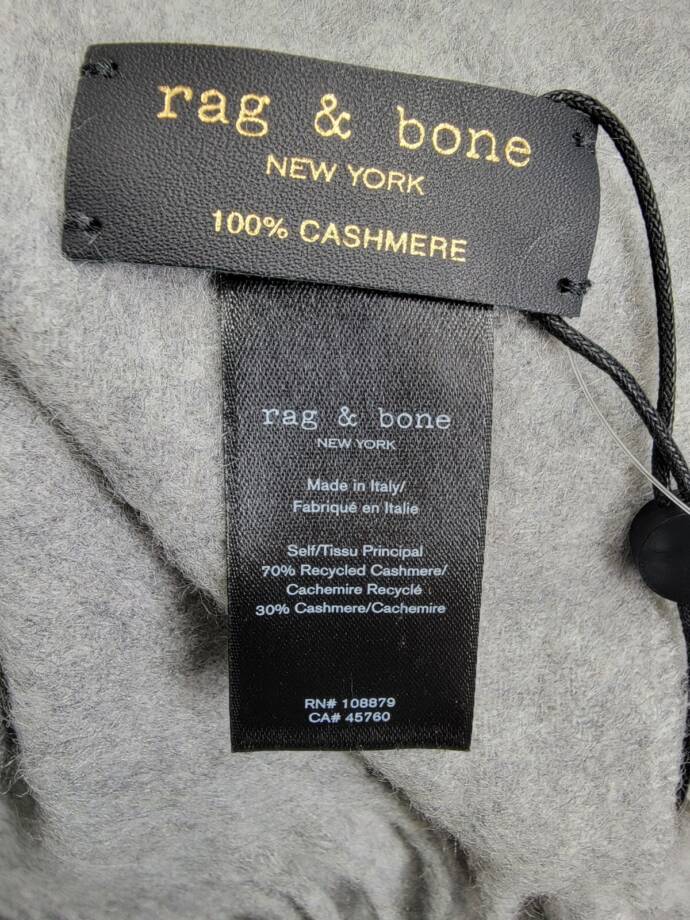 rag & bone
NEW YORK
100% CASHMERE
rag & bone
NEW YORK
Made in Italy/
Fabriqué en Italie
Self/Tissu Principal
70% Recycled Cashmere/
Cachemire Recyclé
30% Cashmere/Cachemire
RN# 108879
CA# 45760